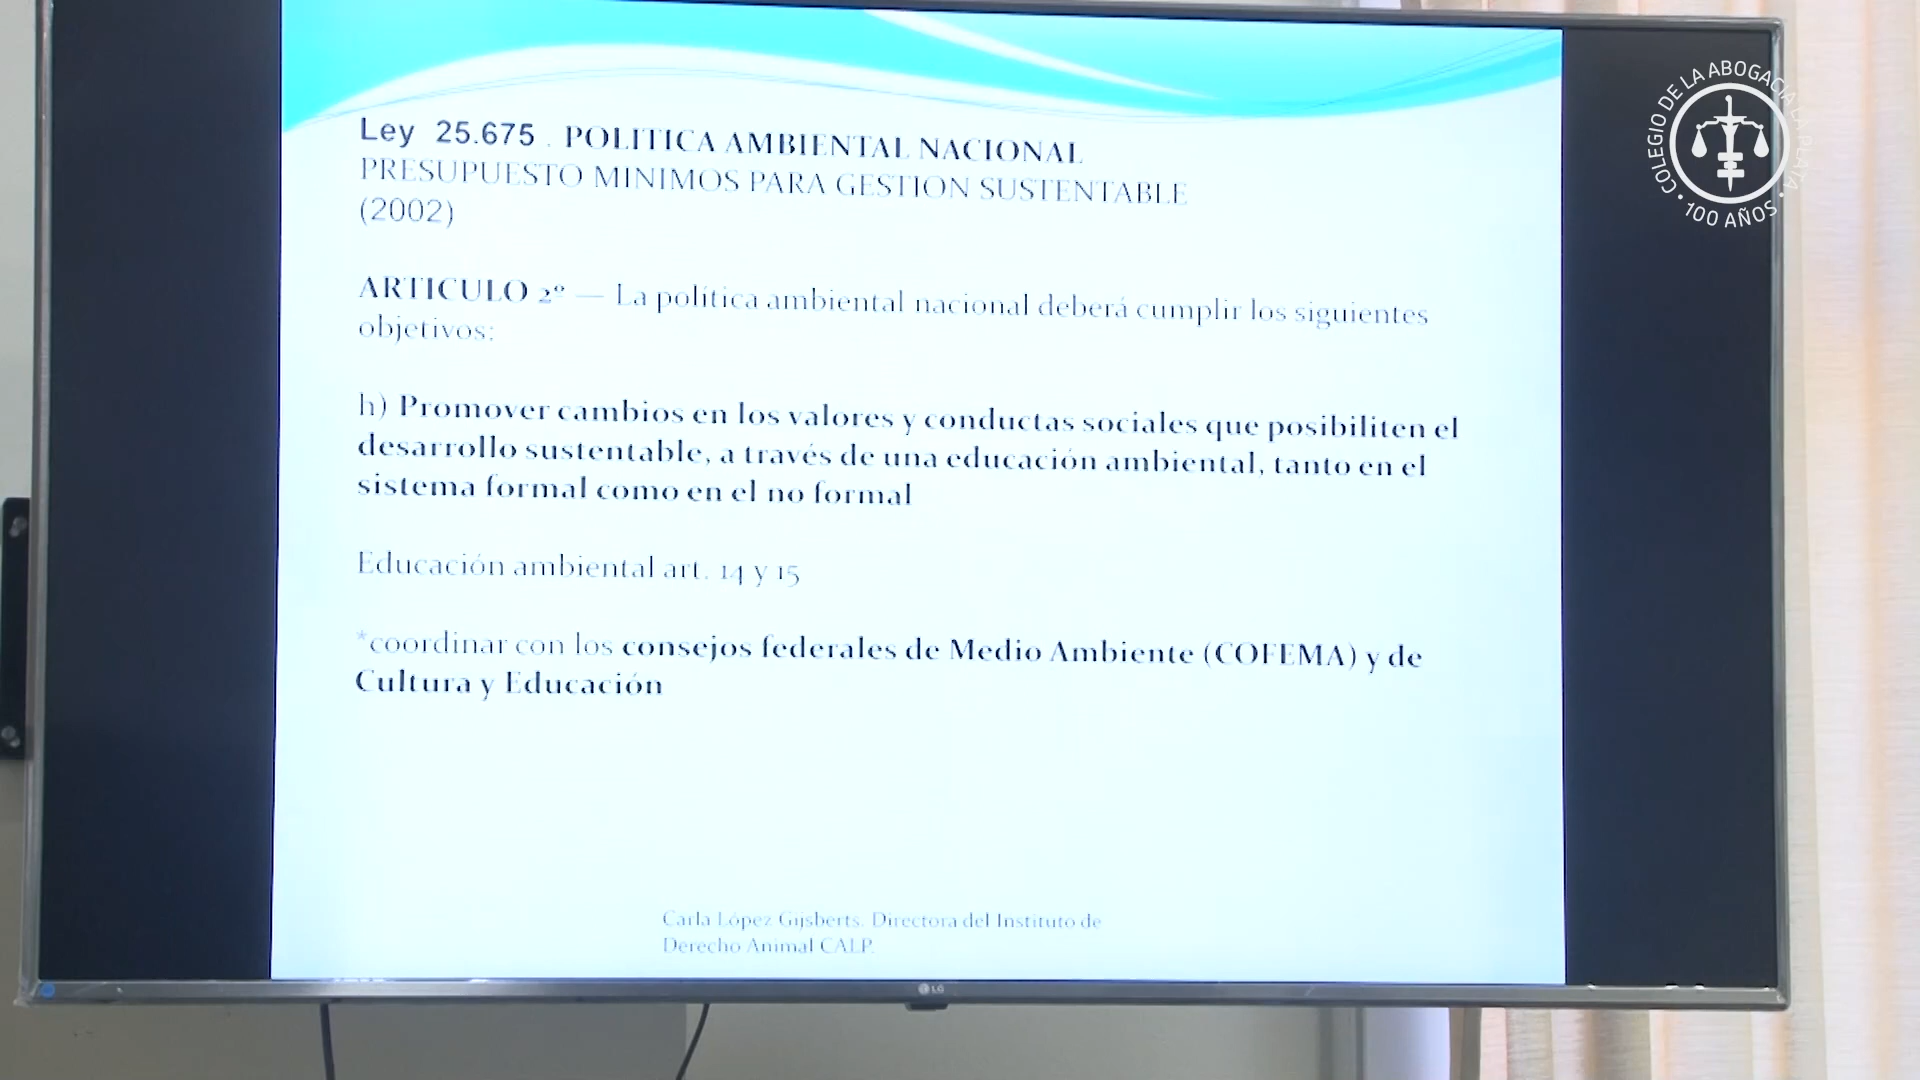 Ley 25.675 . POLITICA AMBIENTAL NACIONAL
PRESUPUESTO MINIMOS PARA GESTION SUSTENTABLE
(2002)
ARTICULO 2º — La política ambiental nacional deberá cumplir los siguientes
objetivos:
h) Promover cambios en los valores y conductas sociales que posibiliten el
desarrollo sustentable, a través de una educación ambiental, tanto en el
sistema formal como en el no formal
Educación ambiental art. 14 y 15
*coordinar con los consejos federales de Medio Ambiente (COFEMA) y de
Cultura y Educación
Carla López Gijsberts. Directora del Instituto de
Derecho Animal CALP.
LG
COLEGIO DE LA ABOGACÍA LA PLATA
• 100 AÑOS •